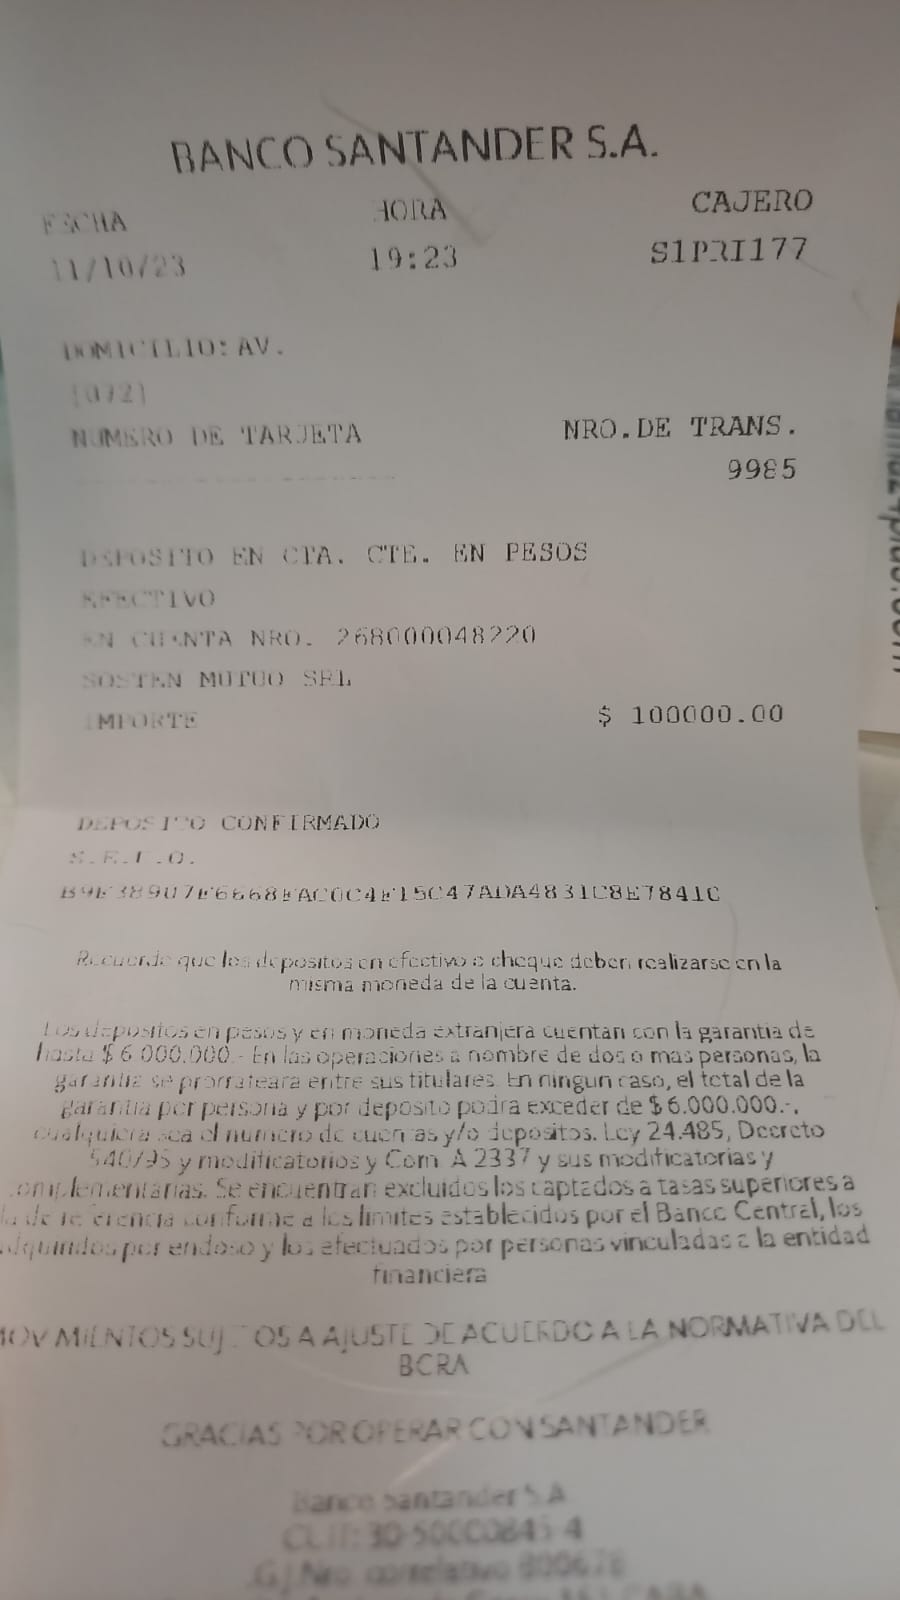 BANCO SANTANDER S.A.
FECHA HORA CAJERO
11/10/23 19:23 S1PRI177
DOMICILIO: AV.
[072]
NUMERO DE TARJETA NRO.DE TRANS.
9985
DEPOSITO EN CTA. CTE. EN PESOS
EFECTIVO
EN CUENTA NRO. 268000048220
SOSTEN MUTUO SRL
IMPORTE $ 100000.00
DEPOSITO CONFIRMADO
S.E.U.O.
Recuerde que los depositos en efectivo o cheque deben realizarse en la
misma moneda de la cuenta.
Los depositos en pesos y en moneda extranjera cuentan con la garantia de
hasta $ 6.000.000.- En las operaciones a nombre de dos o mas personas, la
garantia se prorrateara entre sus titulares. En ningun caso, el total de la
garantia por persona y por deposito podra exceder de $ 6.000.000.-,
cualquiera sea el numero de cuentas y/o depositos. Ley 24.485, Decreto
540/95 y modificatorios y Com. A 2337 y sus modificatorias y
complementarias. Se encuentran excluidos los captados a tasas superiores a
la de referencia conforme a los limites establecidos por el Banco Central, los
adquiridos por endoso y los efectuados por personas vinculadas a la entidad
financiera
MOVIMIENTOS SUJETOS A AJUSTE DE ACUERDO A LA NORMATIVA DEL
BCRA
GRACIAS POR OPERAR CON SANTANDER
Banco Santander S.A.
CUIT: 30-50000845-4